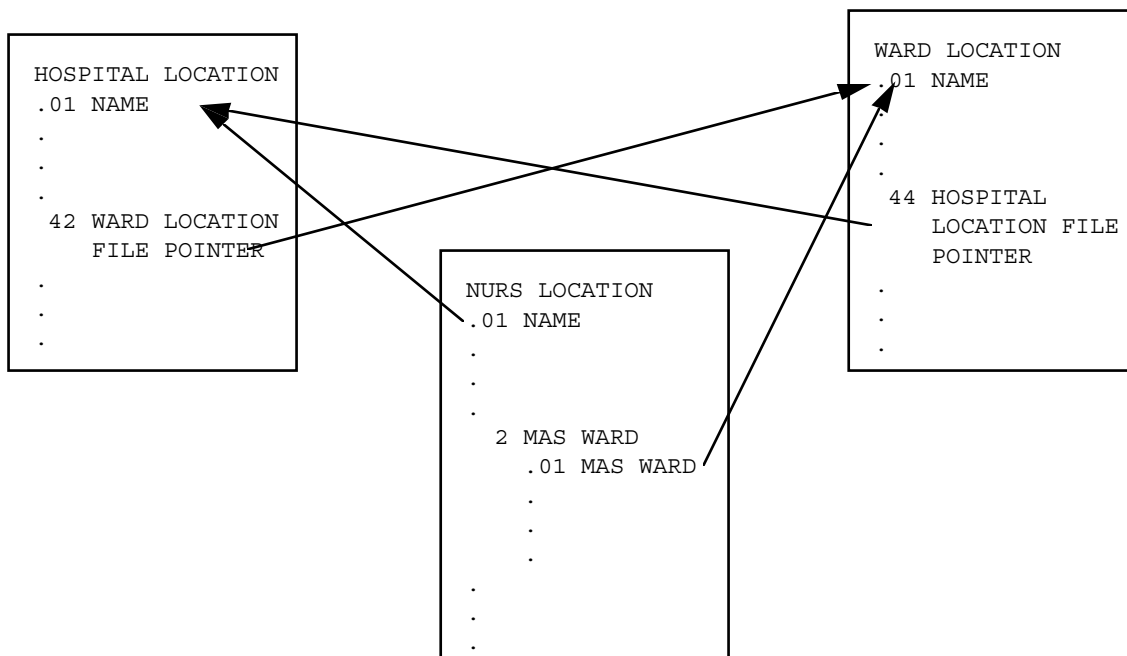 HOSPITAL LOCATION
.01 NAME
.
.
.
42 WARD LOCATION
FILE POINTER
.
.
.
NURS LOCATION
.01 NAME
.
.
.
2 MAS WARD
.01 MAS WARD
.
.
.
.
.
.
WARD LOCATION
.01 NAME
.
.
.
44 HOSPITAL
LOCATION FILE
POINTER
.
.
.